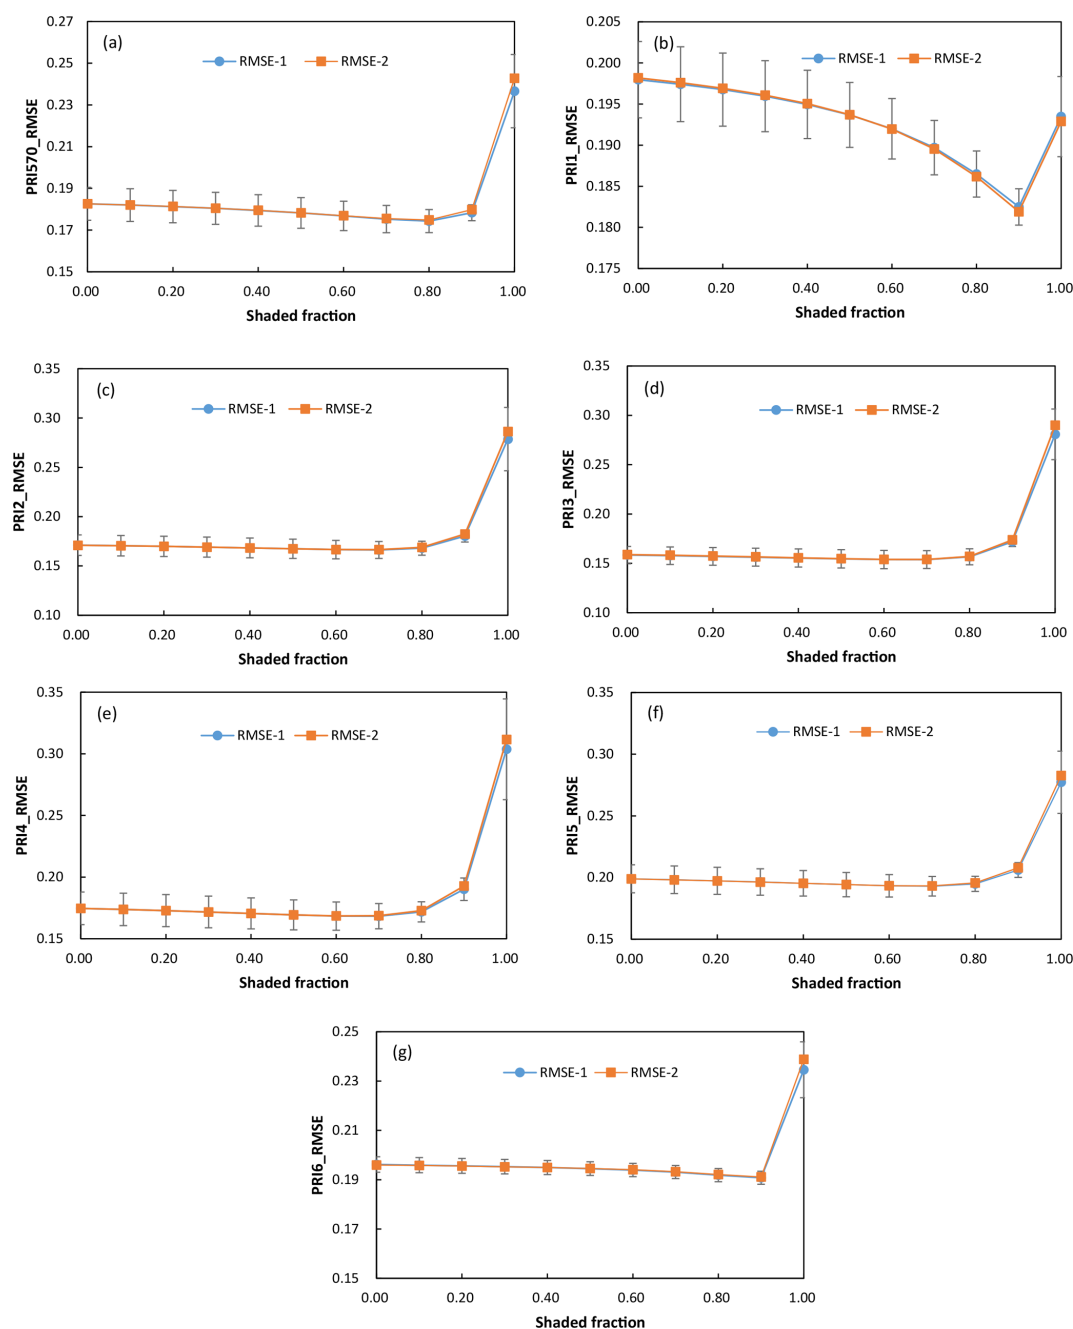 (a)
RMSE-1 RMSE-2
PRI570_RMSE
0.27
0.25
0.23
0.21
0.19
0.17
0.15
0.00 0.20 0.40 0.60 0.80 1.00
Shaded fraction
(b)
RMSE-1 RMSE-2
PRI1_RMSE
0.205
0.200
0.195
0.190
0.185
0.180
0.175
0.00 0.20 0.40 0.60 0.80 1.00
Shaded fraction
(c)
RMSE-1 RMSE-2
PRI2_RMSE
0.35
0.30
0.25
0.20
0.15
0.10
0.00 0.20 0.40 0.60 0.80 1.00
Shaded fraction
(d)
RMSE-1 RMSE-2
PRI3_RMSE
0.35
0.30
0.25
0.20
0.15
0.10
0.00 0.20 0.40 0.60 0.80 1.00
Shaded fraction
(e)
RMSE-1 RMSE-2
PRI4_RMSE
0.35
0.30
0.25
0.20
0.15
0.00 0.20 0.40 0.60 0.80 1.00
Shaded fraction
(f)
RMSE-1 RMSE-2
PRI5_RMSE
0.35
0.30
0.25
0.20
0.15
0.00 0.20 0.40 0.60 0.80 1.00
Shaded fraction
(g)
RMSE-1 RMSE-2
PRI6_RMSE
0.25
0.23
0.21
0.19
0.17
0.15
0.00 0.20 0.40 0.60 0.80 1.00
Shaded fraction